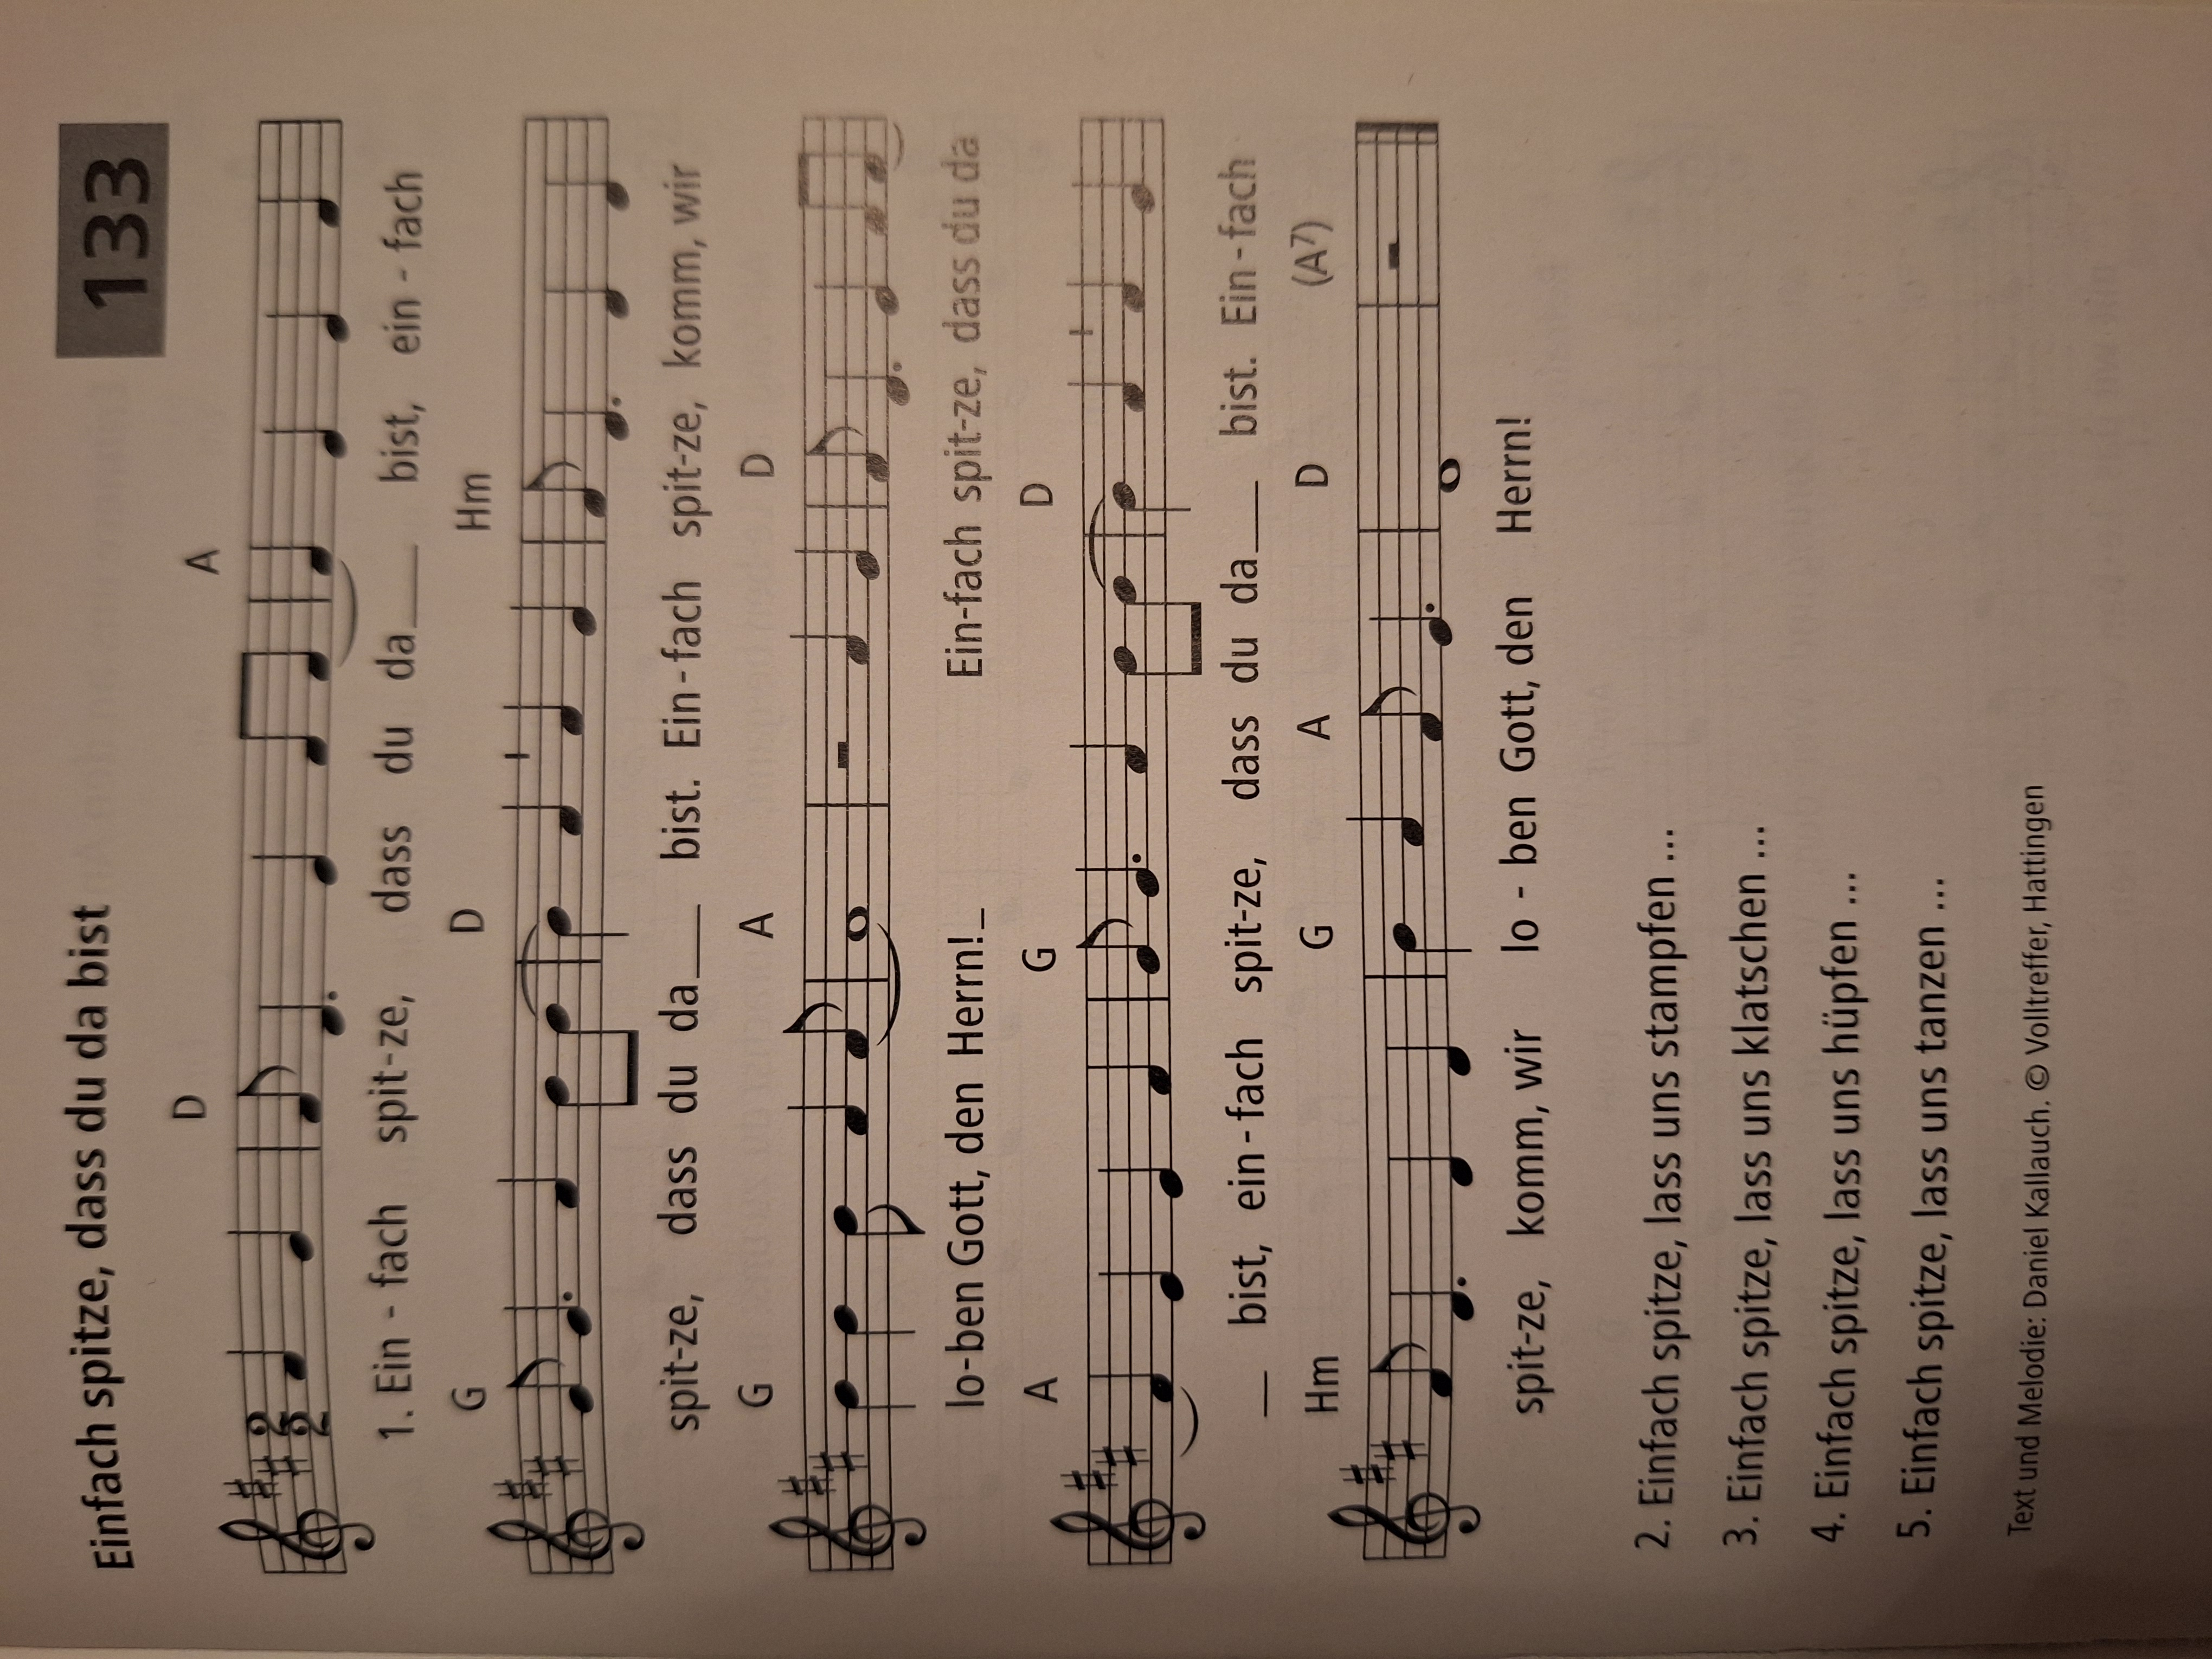 Einfach spitze, dass du da bist
133
D A
1. Ein - fach spit-ze, dass du da___ bist, ein - fach
G D Hm
spit-ze, dass du da___ bist. Ein-fach spit-ze, komm, wir
G A D
lo-ben Gott, den Herrn!_ Ein-fach spit-ze, dass du da
A G D
__ bist, ein-fach spit-ze, dass du da___ bist. Ein-fach
Hm G A D (A7)
spit-ze, komm, wir lo - ben Gott, den Herrn!
2. Einfach spitze, lass uns stampfen ...
3. Einfach spitze, lass uns klatschen ...
4. Einfach spitze, lass uns hüpfen ...
5. Einfach spitze, lass uns tanzen ...
Text und Melodie: Daniel Kallauch. © Volltreffer, Hattingen